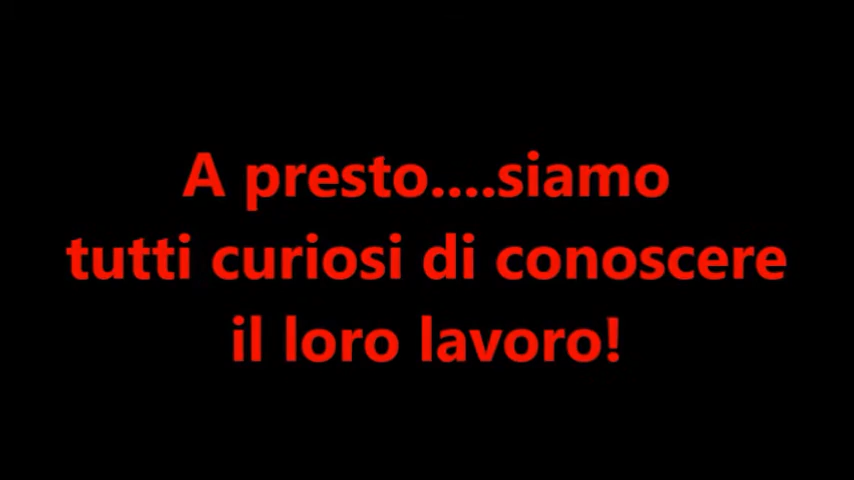 A presto....siamo
tutti curiosi di conoscere
il loro lavoro!